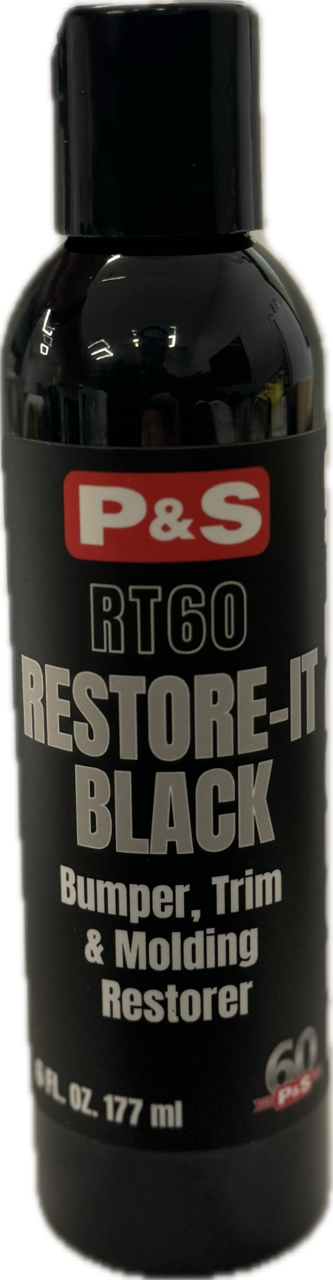 P&S
RT60
RESTORE-IT
BLACK
Bumper, Trim
& Molding
Restorer
6 FL. OZ. 177 ml
60
P&S